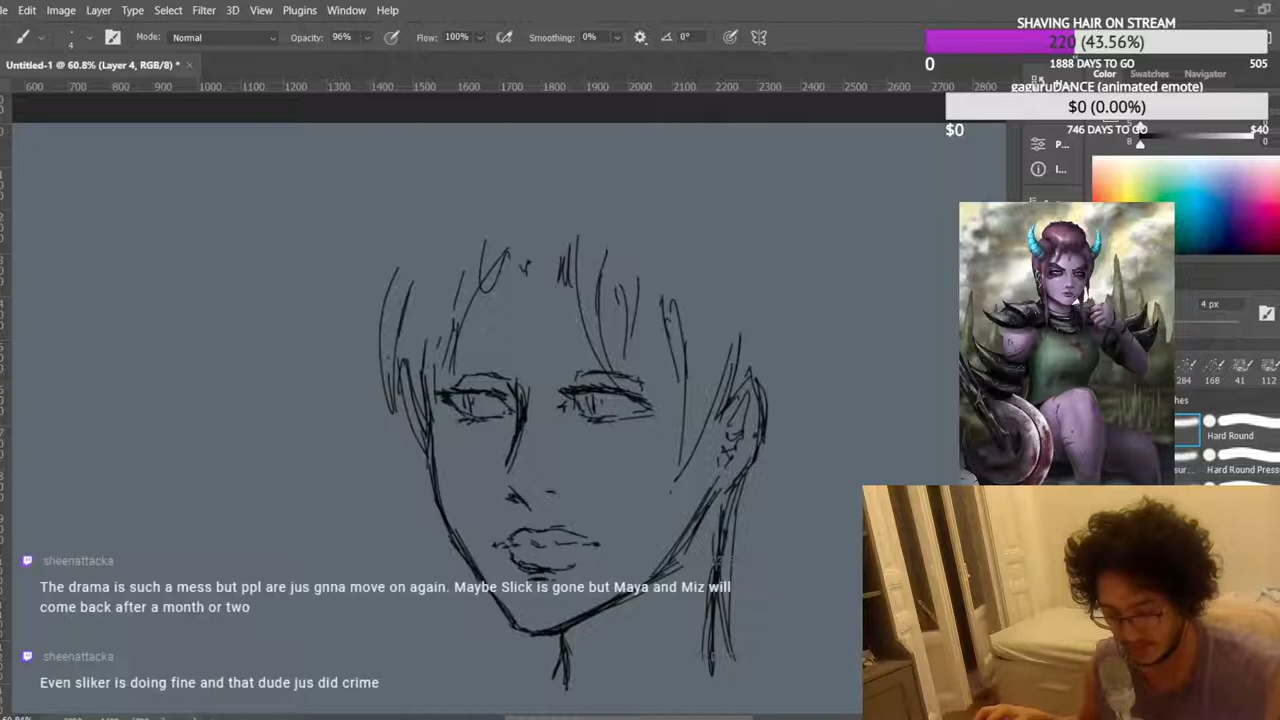 le Edit Image Layer Type Select Filter 3D View Plugins Window Help
4 Mode: Normal Opacity: 96% Flow: 100% Smoothing: 0% 0°
Untitled-1 @ 60.8% (Layer 4, RGB/8) *
600 700 800 900 1000 1100 1200 1300 1400 1500 1600 1700 1800 1900 2000 2100 2200 2300 2400 2500 2600 2700 2800
SHAVING HAIR ON STREAM
220 (43.56%)
0 1888 DAYS TO GO 505
Color Swatches Navigator
gaguruDANCE (animated emote)
$0 (0.00%)
$0 746 DAYS TO GO $40
B 0
P...
I...
4 px
284 168 41 112
hes
Hard Round
sur... Hard Round Press
sheenattacka
The drama is such a mess but ppl are jus gnna move on again. Maybe Slick is gone but Maya and Miz will
come back after a month or two
sheenattacka
Even sliker is doing fine and that dude jus did crime